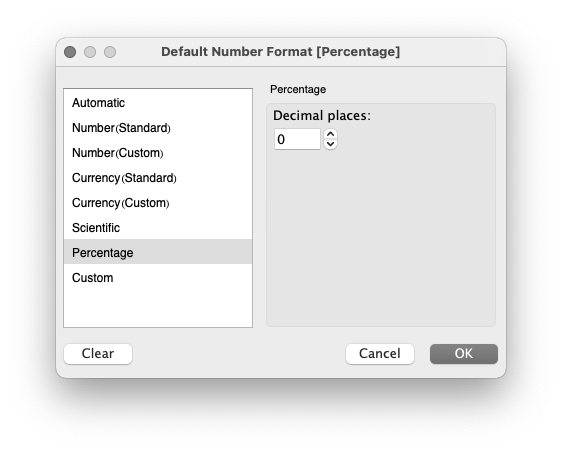 Default Number Format [Percentage]
Automatic
Number(Standard)
Number(Custom)
Currency(Standard)
Currency(Custom)
Scientific
Percentage
Custom
Percentage
Decimal places:
0
Clear
Cancel
OK